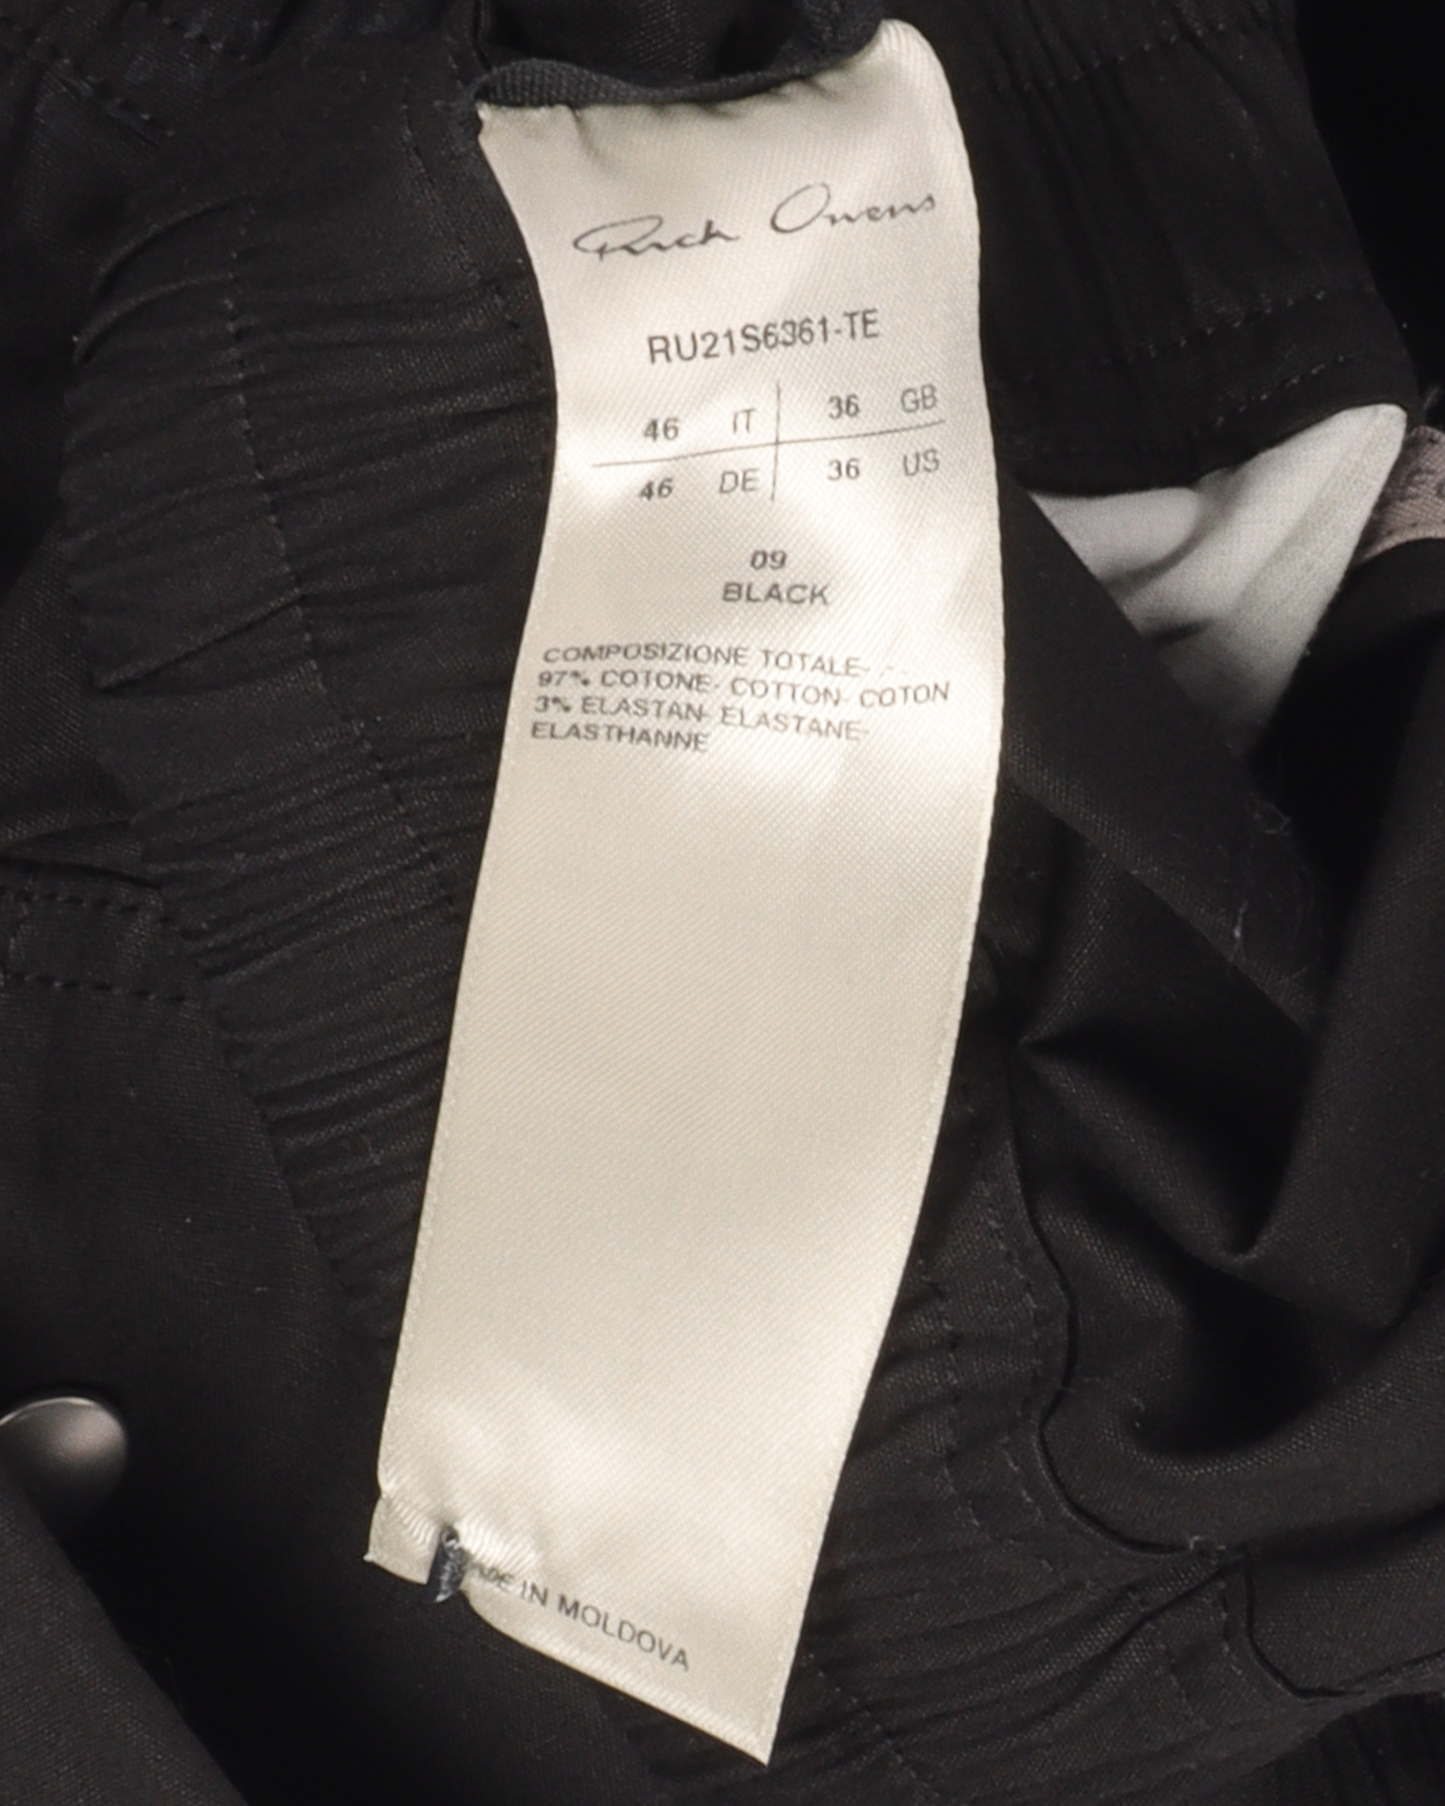 Rick Owens
RU21S6361-TE
46 IT 36 GB
46 DE 36 US
09
BLACK
COMPOSIZIONE TOTALE- -
97% COTONE- COTTON- COTON
3% ELASTAN- ELASTANE-
ELASTHANNE
IN MOLDOVA